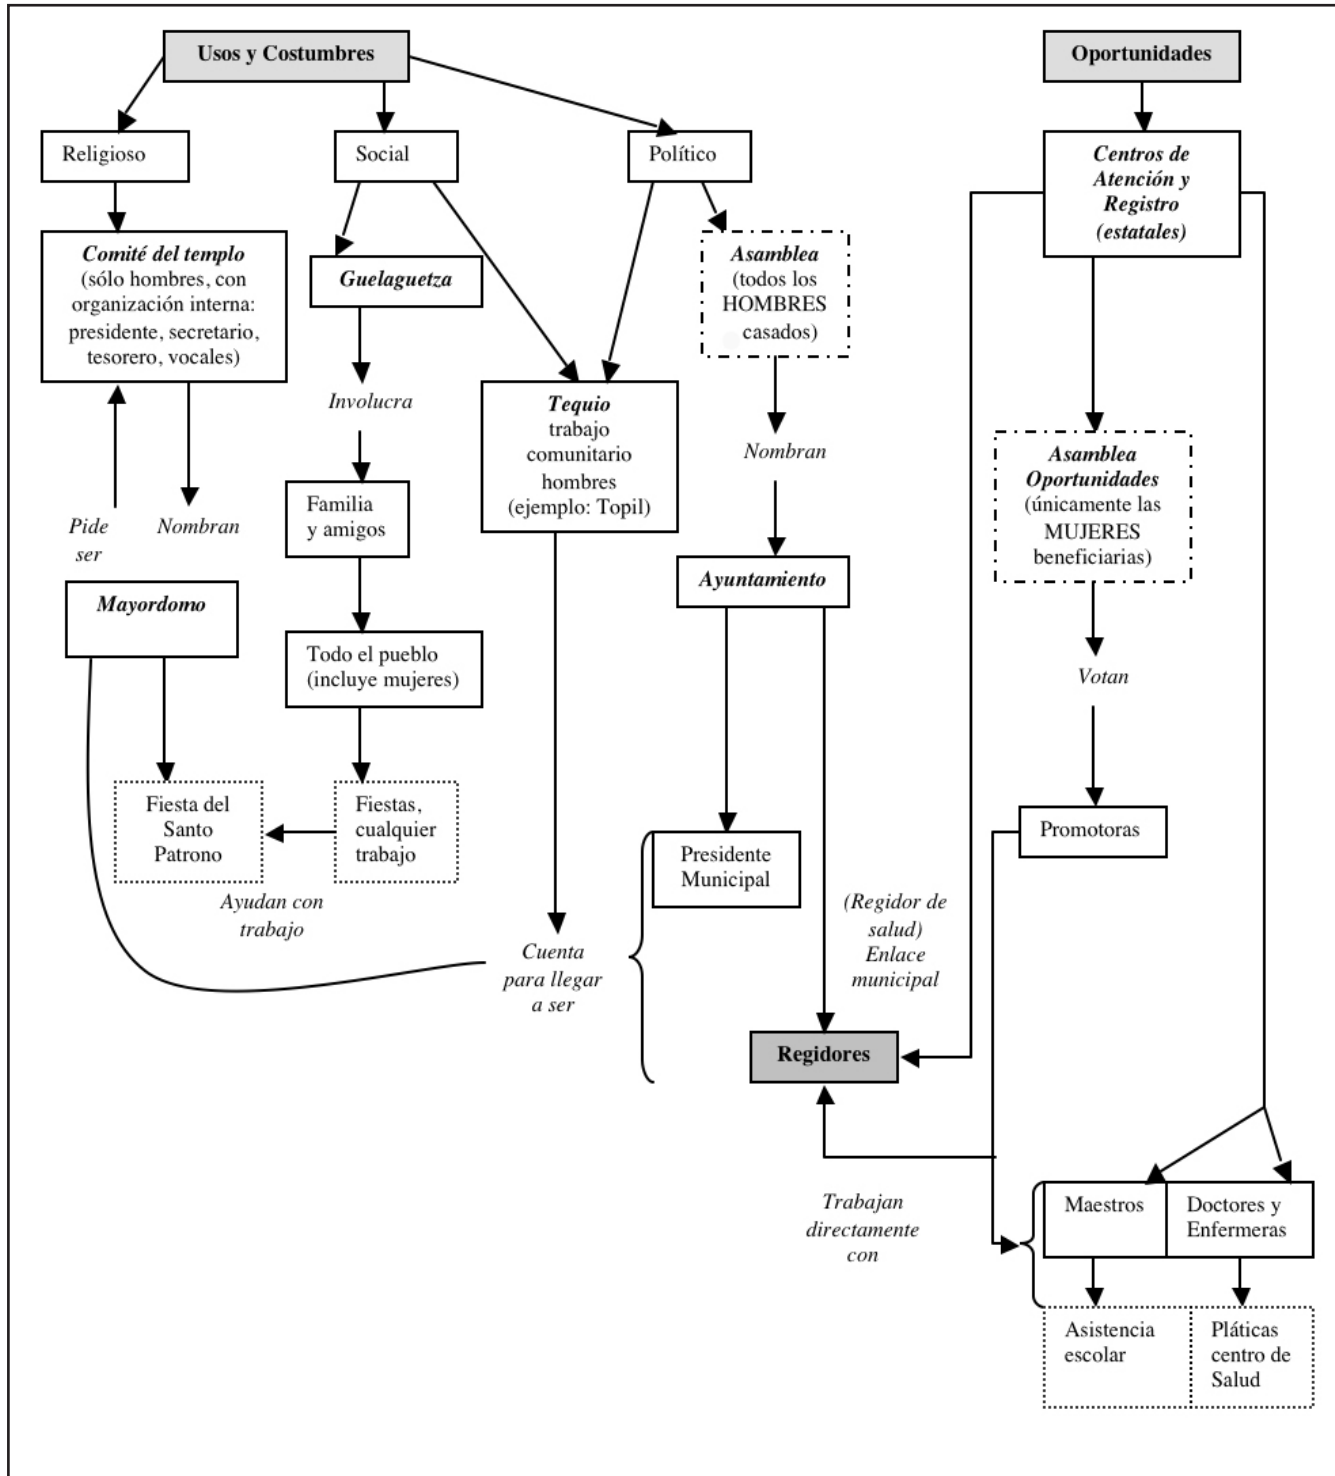 Usos y Costumbres
Oportunidades
Religioso
Social
Político
Centros de
Atención y
Registro
(estatales)
Comité del templo
(sólo hombres, con
organización interna:
presidente, secretario,
tesorero, vocales)
Guelaguetza
Asamblea
(todos los
HOMBRES
casados)
Involucra
Tequio
trabajo
comunitario
hombres
(ejemplo: Topil)
Nombran
Asamblea
Oportunidades
(únicamente las
MUJERES
beneficiarias)
Pide
ser
Nombran
Familia
y amigos
Ayuntamiento
Mayordomo
Todo el pueblo
(incluye mujeres)
Votan
Fiesta del
Santo
Patrono
Fiestas,
cualquier
trabajo
Promotoras
Presidente
Municipal
Ayudan con
trabajo
(Regidor de
salud)
Enlace
municipal
Cuenta
para llegar
a ser
Regidores
Trabajan
directamente
con
Maestros
Doctores y
Enfermeras
Asistencia
escolar
Pláticas
centro de
Salud